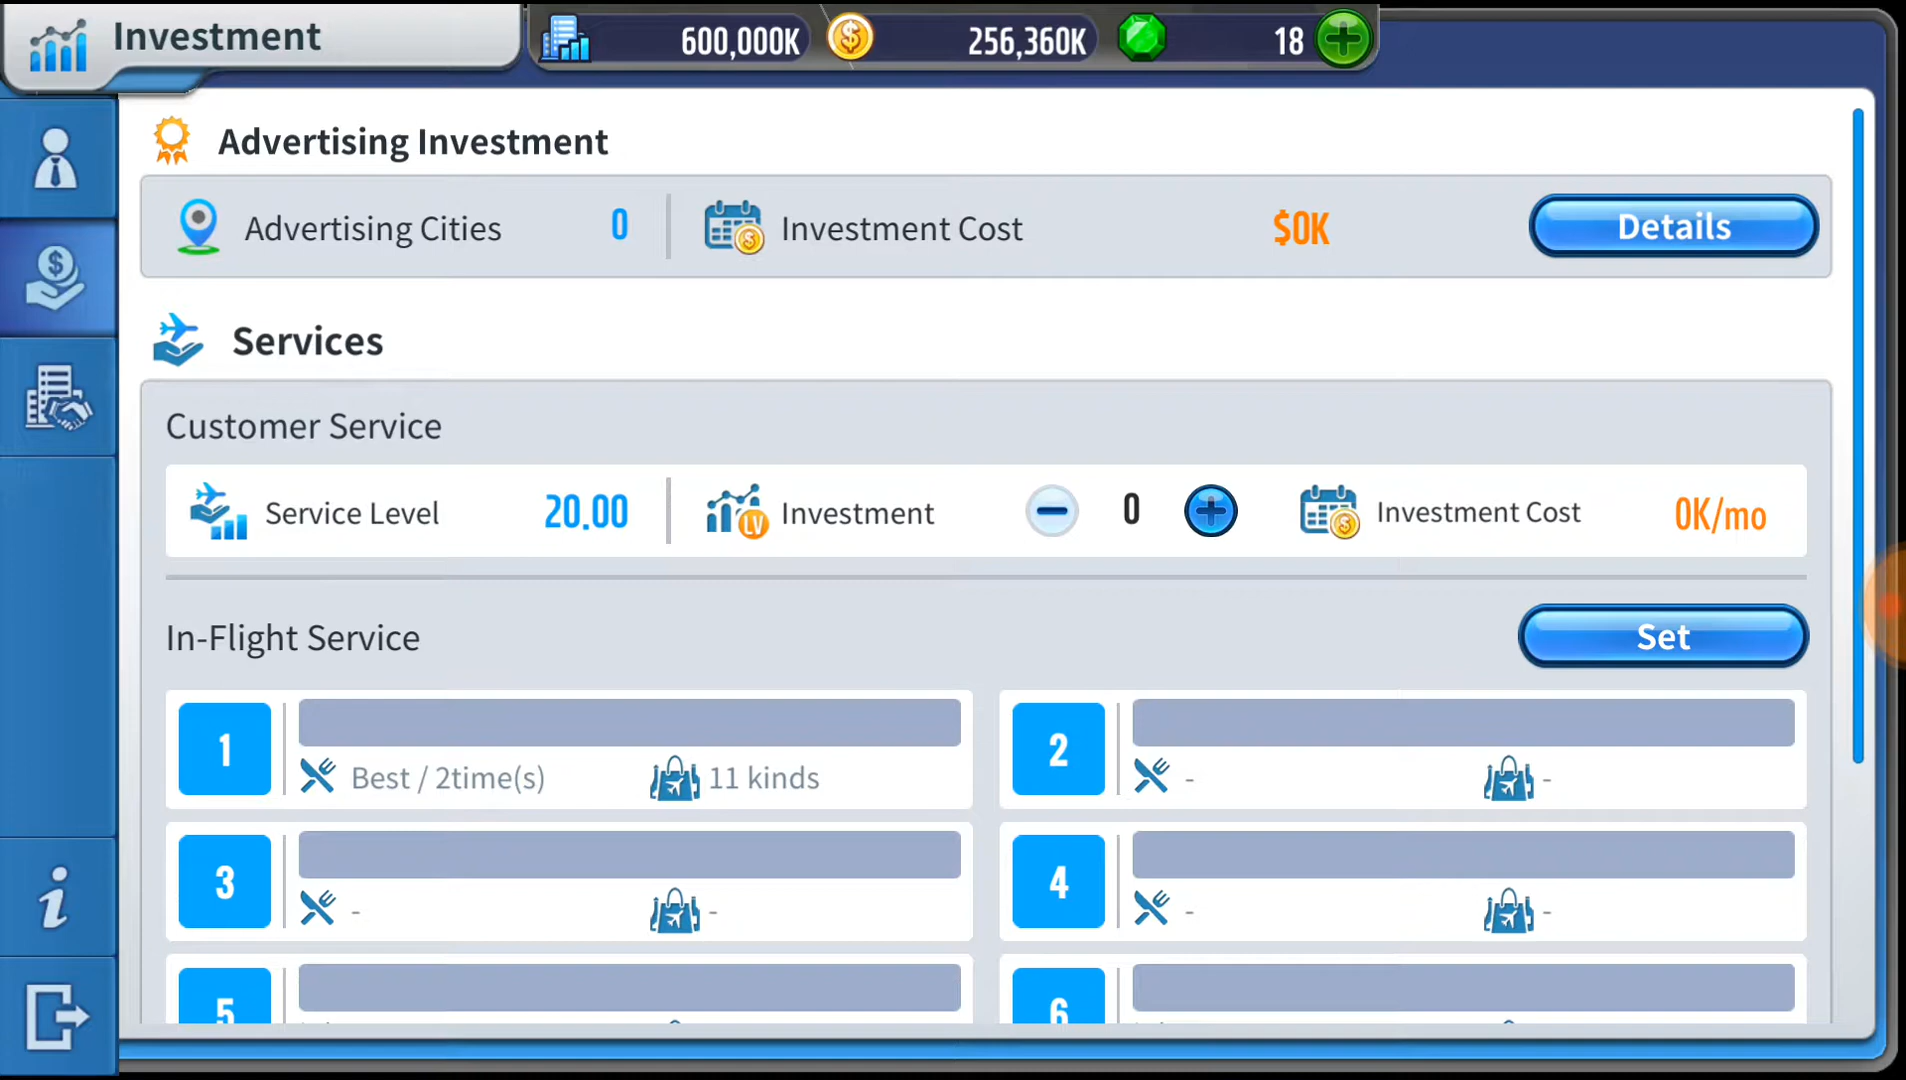 Investment
600,000K
256,360K
18
Advertising Investment
Advertising Cities 0
Investment Cost $0K
Details
Services
Customer Service
Service Level 20.00
Investment 0
LV
Investment Cost 0K/mo
In-Flight Service
Set
1
Best / 2time(s)
11 kinds
2
-
-
3
-
-
4
-
-
5
6